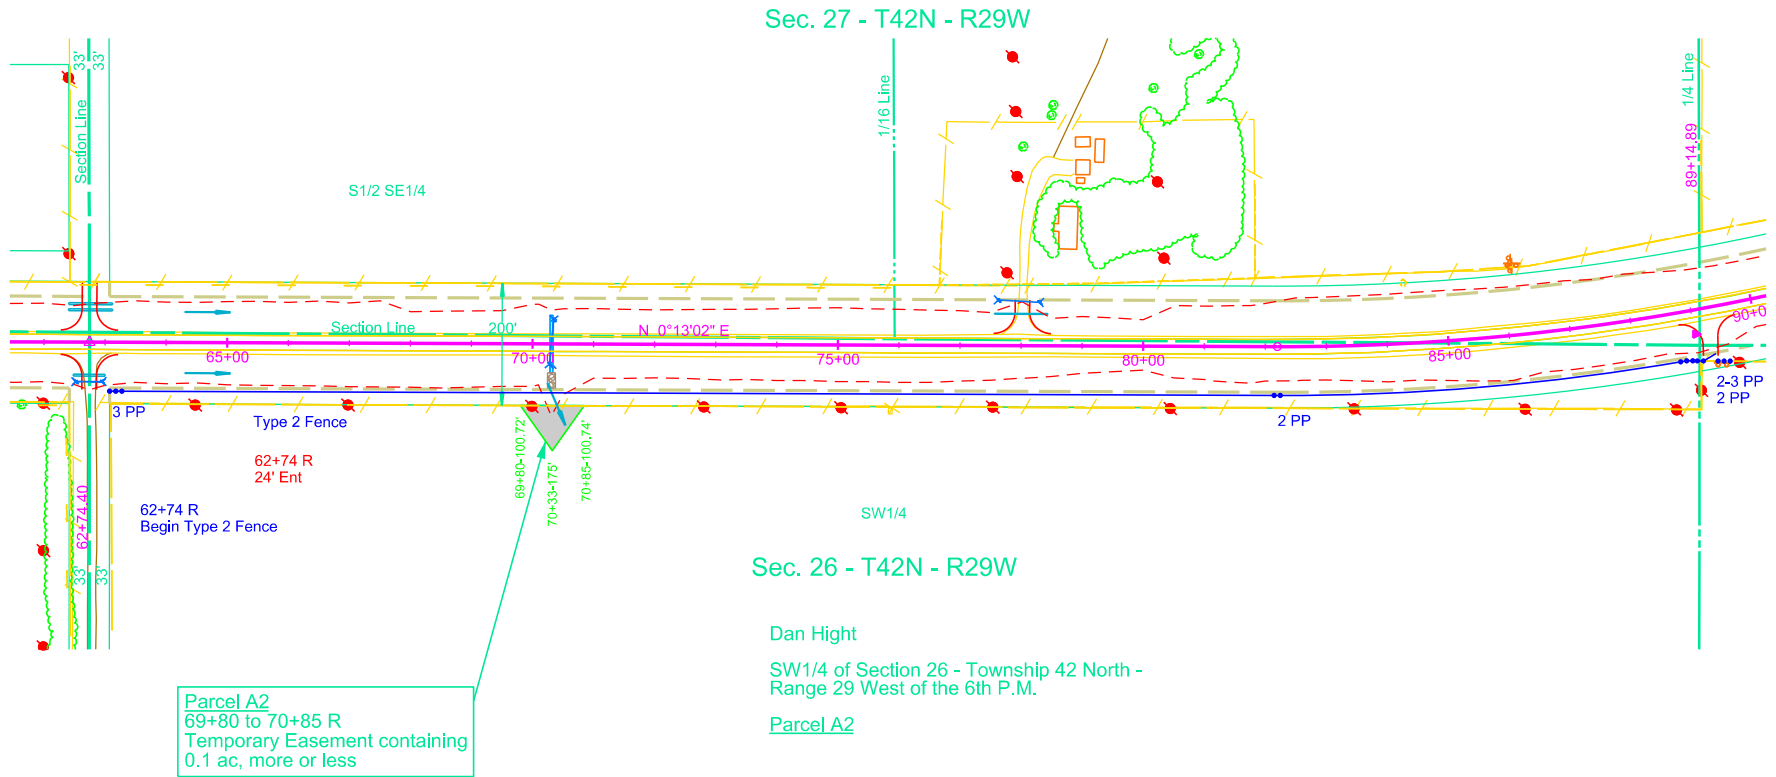 Sec. 27 - T42N - R29W
33'
33'
Section Line
1/16 Line
1/4 Line
89+14.89
S1/2 SE1/4
Section Line
200'
N 0°13'02" E
65+00
70+00
75+00
80+00
85+00
90+0
3 PP
Type 2 Fence
2 PP
2-3 PP
2 PP
62+74 R
24' Ent
62+74 R
Begin Type 2 Fence
62+74.40
33'
33'
69+80-100.72'
70+33-175'
70+85-100.74'
SW1/4
Sec. 26 - T42N - R29W
Dan Hight
SW1/4 of Section 26 - Township 42 North -
Range 29 West of the 6th P.M.
Parcel A2
Parcel A2
69+80 to 70+85 R
Temporary Easement containing
0.1 ac, more or less